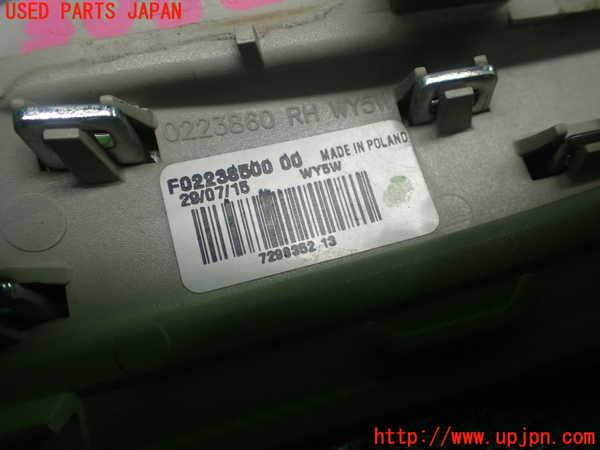 USED PARTS JAPAN
0223860 RH WY5W
F02238500 00
MADE IN POLAND
29/07/15
WY5W
7298352 13
http://www.upjpn.com